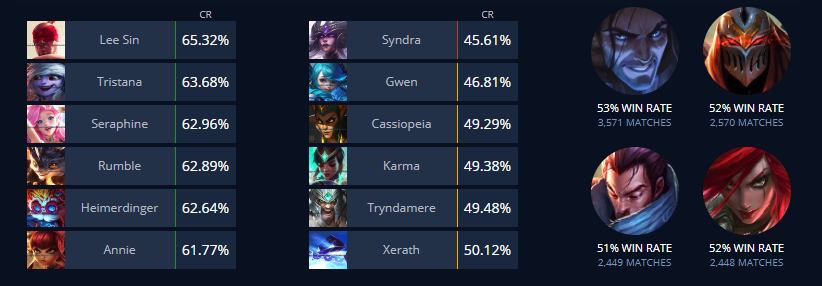 CR
Lee Sin 65.32%
Tristana 63.68%
Seraphine 62.96%
Rumble 62.89%
Heimerdinger 62.64%
Annie 61.77%
CR
Syndra 45.61%
Gwen 46.81%
Cassiopeia 49.29%
Karma 49.38%
Tryndamere 49.48%
Xerath 50.12%
53% WIN RATE
3,571 MATCHES
52% WIN RATE
2,570 MATCHES
51% WIN RATE
2,449 MATCHES
52% WIN RATE
2,448 MATCHES